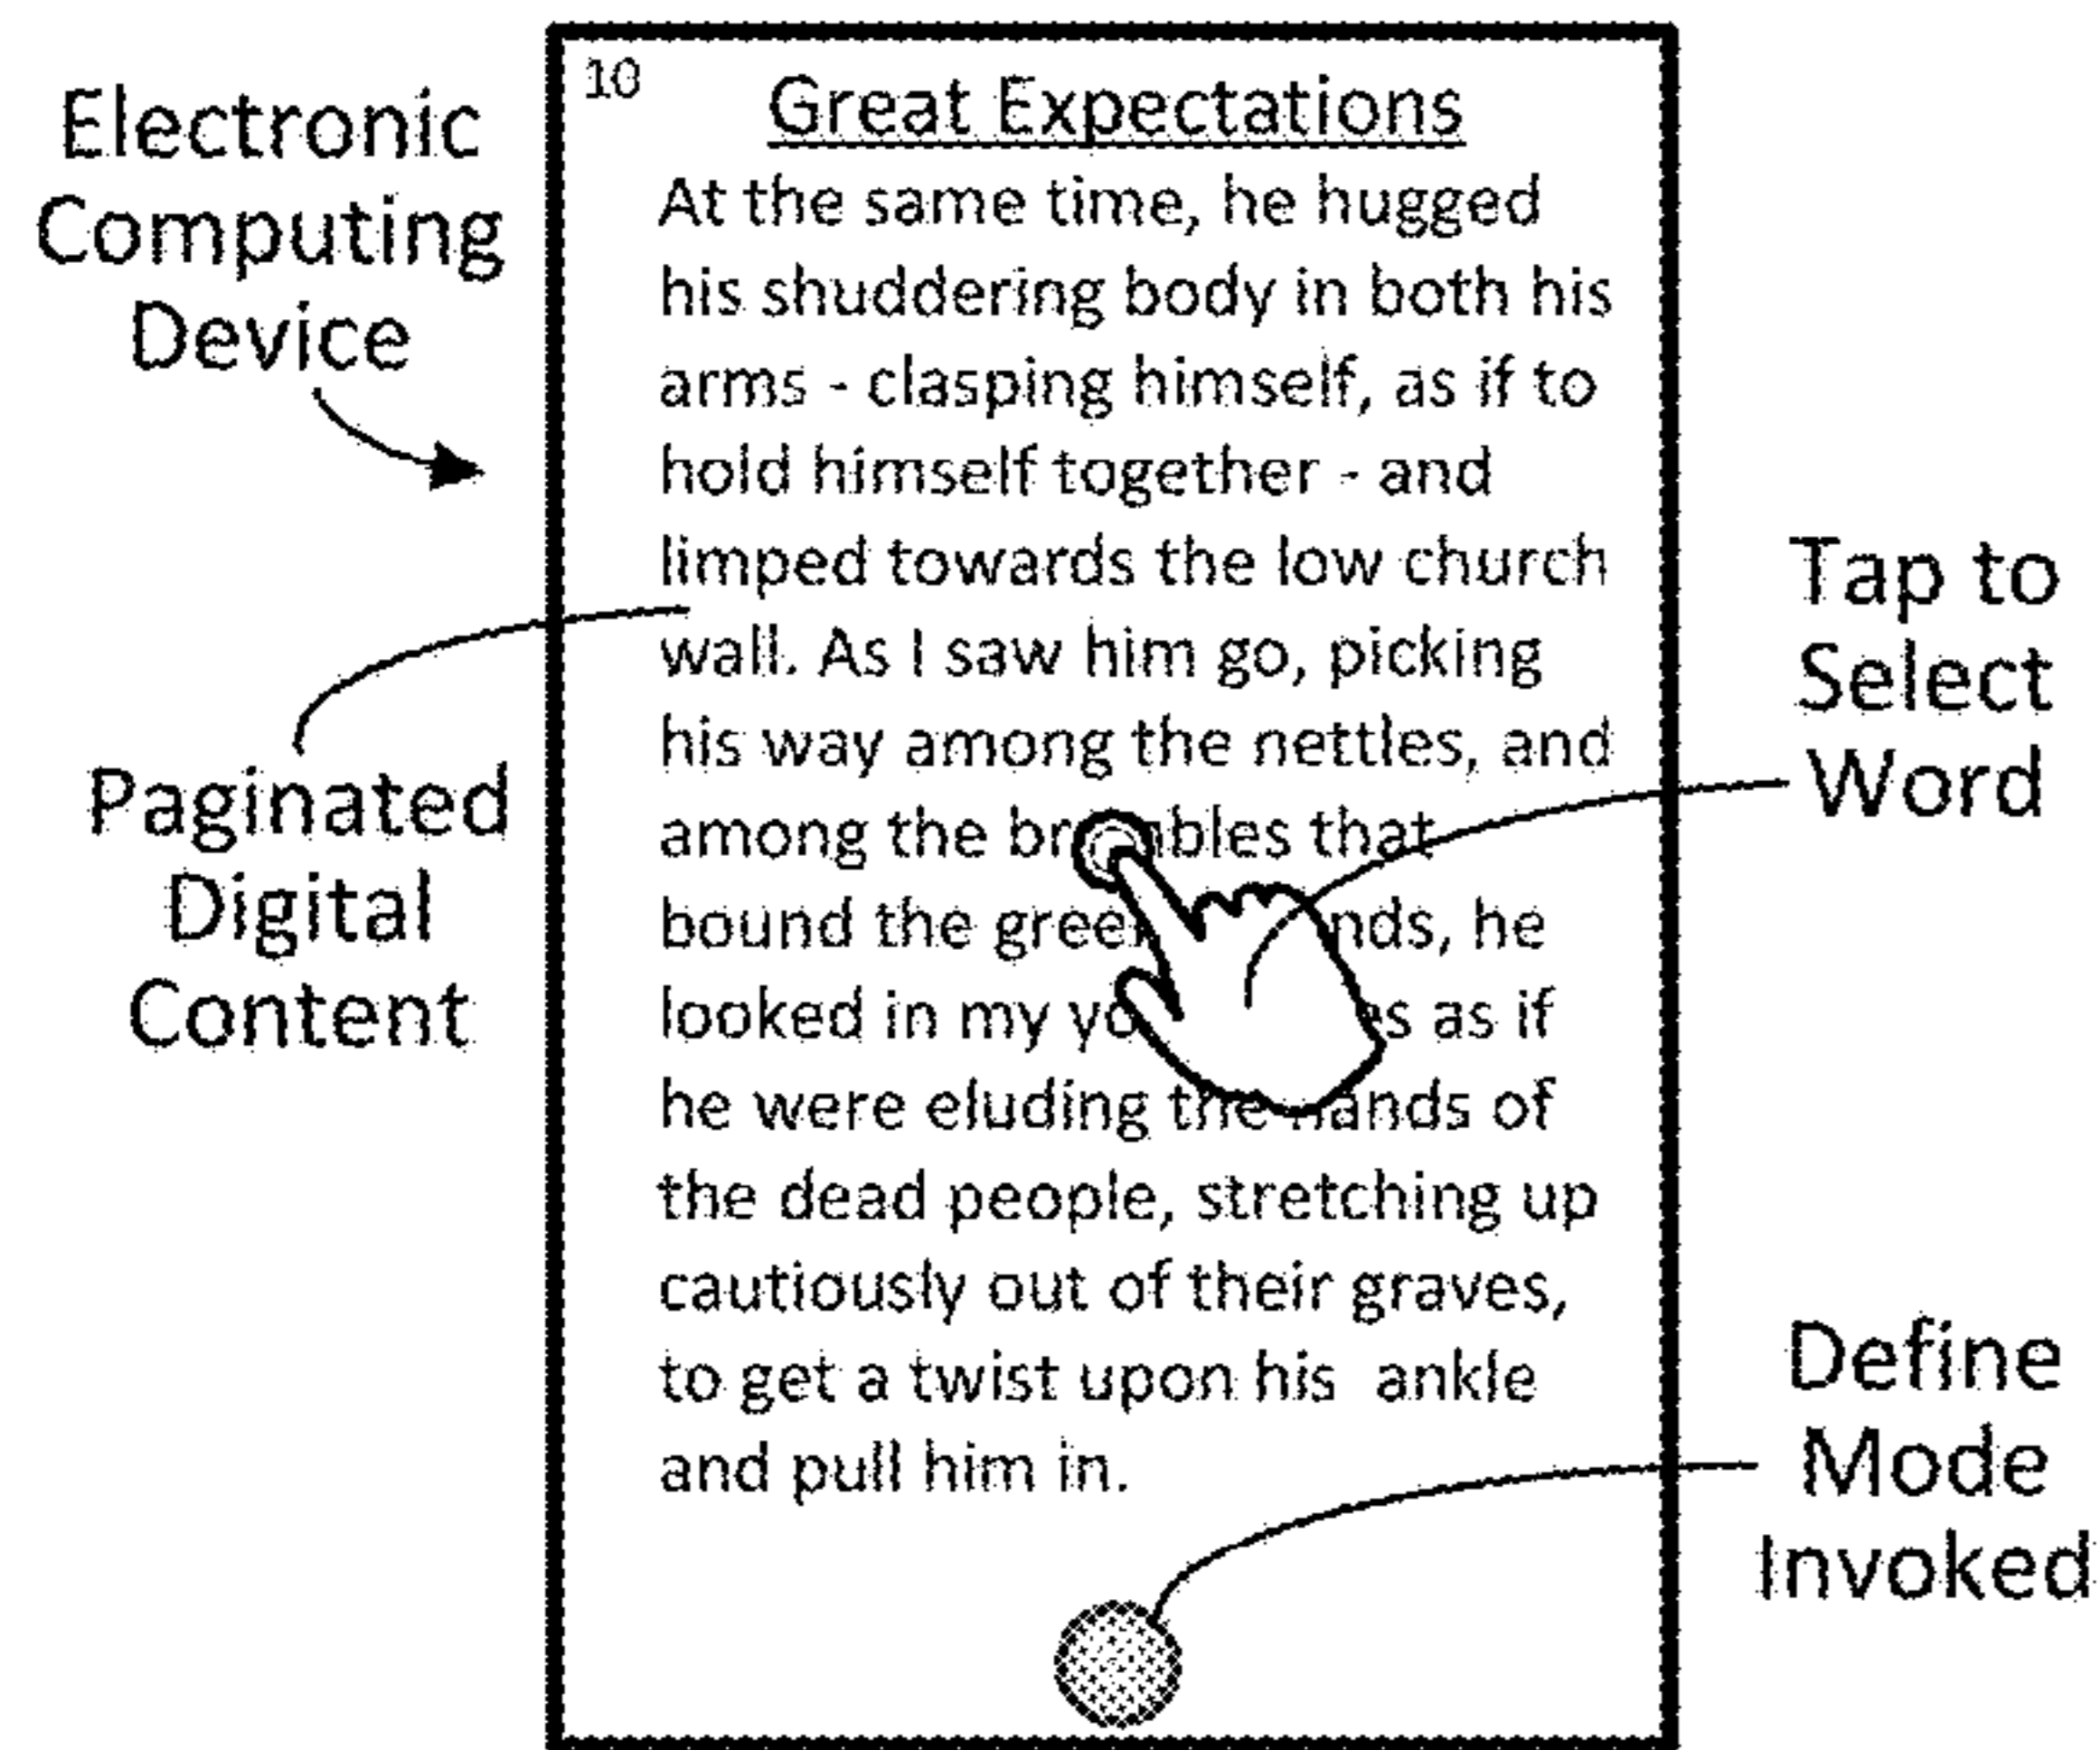 Electronic
Computing
Device
Paginated
Digital
Content
10
Great Expectations
At the same time, he hugged
his shuddering body in both his
arms - clasping himself, as if to
hold himself together - and
limped towards the low church
wall. As I saw him go, picking
his way among the nettles, and
among the brambles that
bound the green nds, he
looked in my yo es as if
he were eluding the hands of
the dead people, stretching up
cautiously out of their graves,
to get a twist upon his ankle
and pull him in.
Tap to
Select
Word
Define
Mode
Invoked